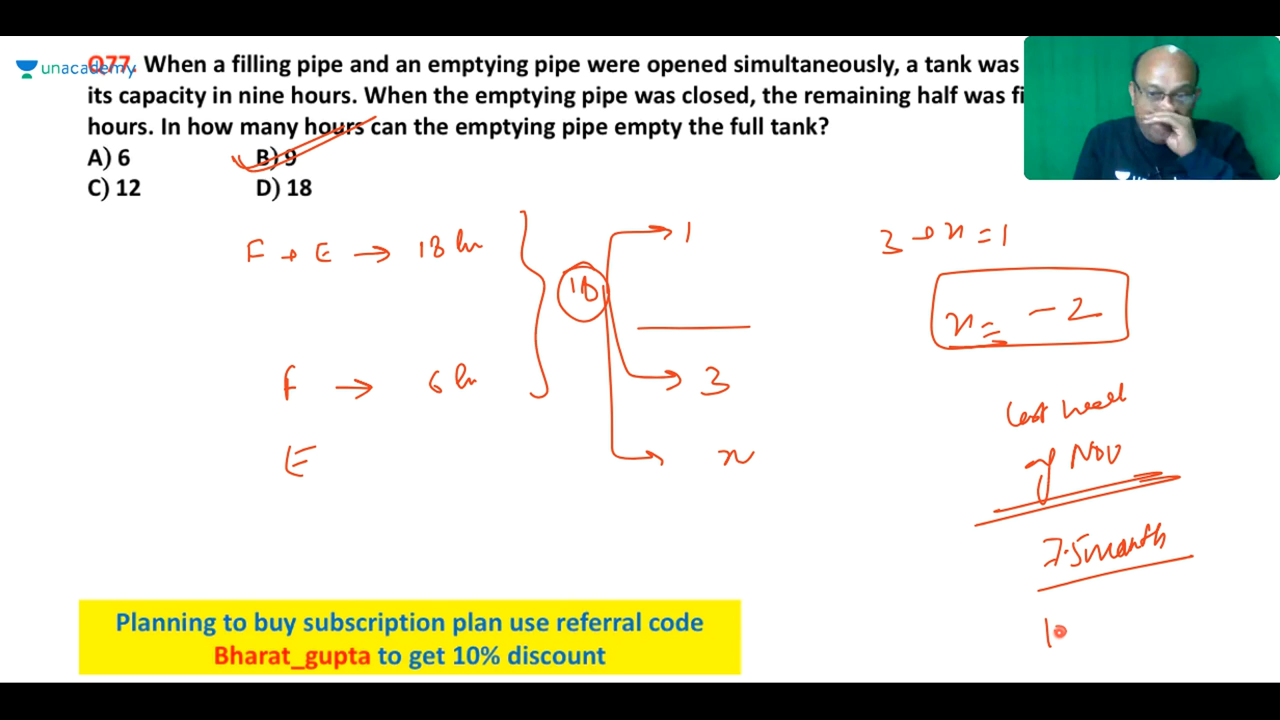 unacademy
Q77. When a filling pipe and an emptying pipe were opened simultaneously, a tank was
its capacity in nine hours. When the emptying pipe was closed, the remaining half was fi
hours. In how many hours can the emptying pipe empty the full tank?
A) 6 B) 9
C) 12 D) 18
F + E → 18 hr
18
1
3 + x = 1
x = -2
F → 6 hr
3
E
x
last week
of Nov
7.5 month
10
Planning to buy subscription plan use referral code
Bharat_gupta to get 10% discount